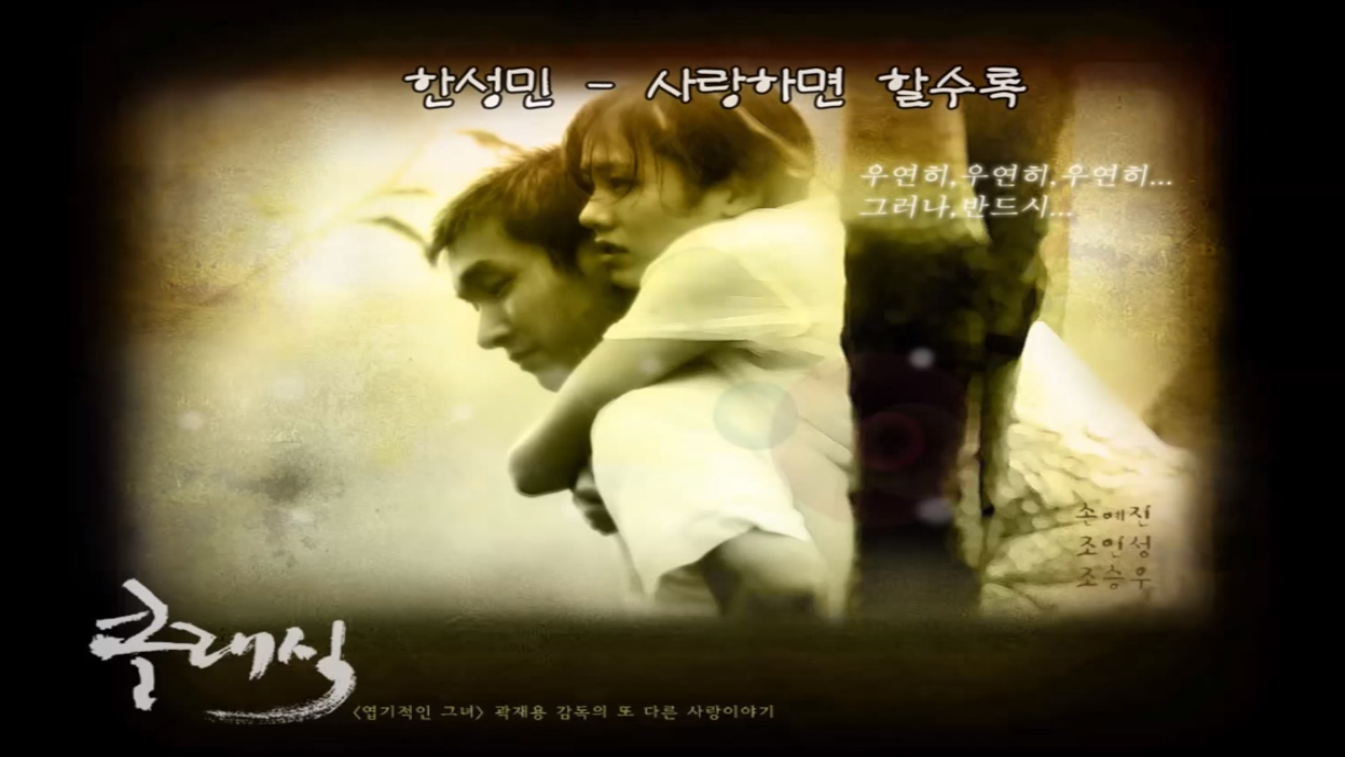 한성민 - 사랑하면 할수록
우연히,우연히,우연히...
그러나,반드시...
손예진
조인성
조승우
클래식
<엽기적인 그녀> 곽재용 감독의 또 다른 사랑이야기